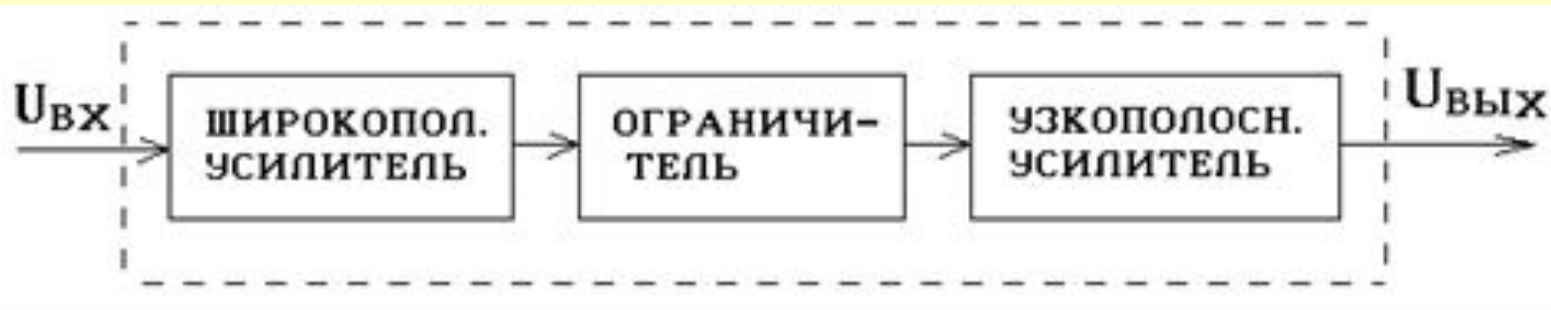 UВХ
ШИРОКОПОЛ.
УСИЛИТЕЛЬ
ОГРАНИЧИ-
ТЕЛЬ
УЗКОПОЛОСН.
УСИЛИТЕЛЬ
UВЫХ